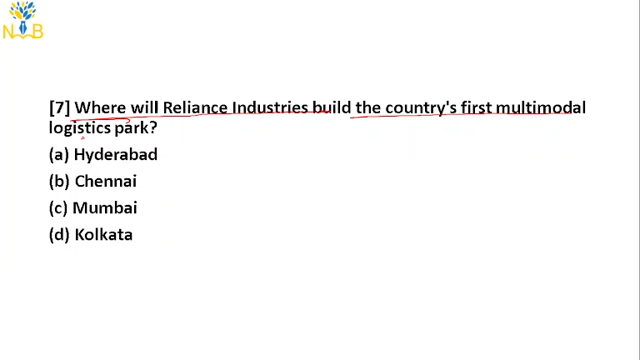 N B
[7] Where will Reliance Industries build the country's first multimodal
logistics park?
(a) Hyderabad
(b) Chennai
(c) Mumbai
(d) Kolkata